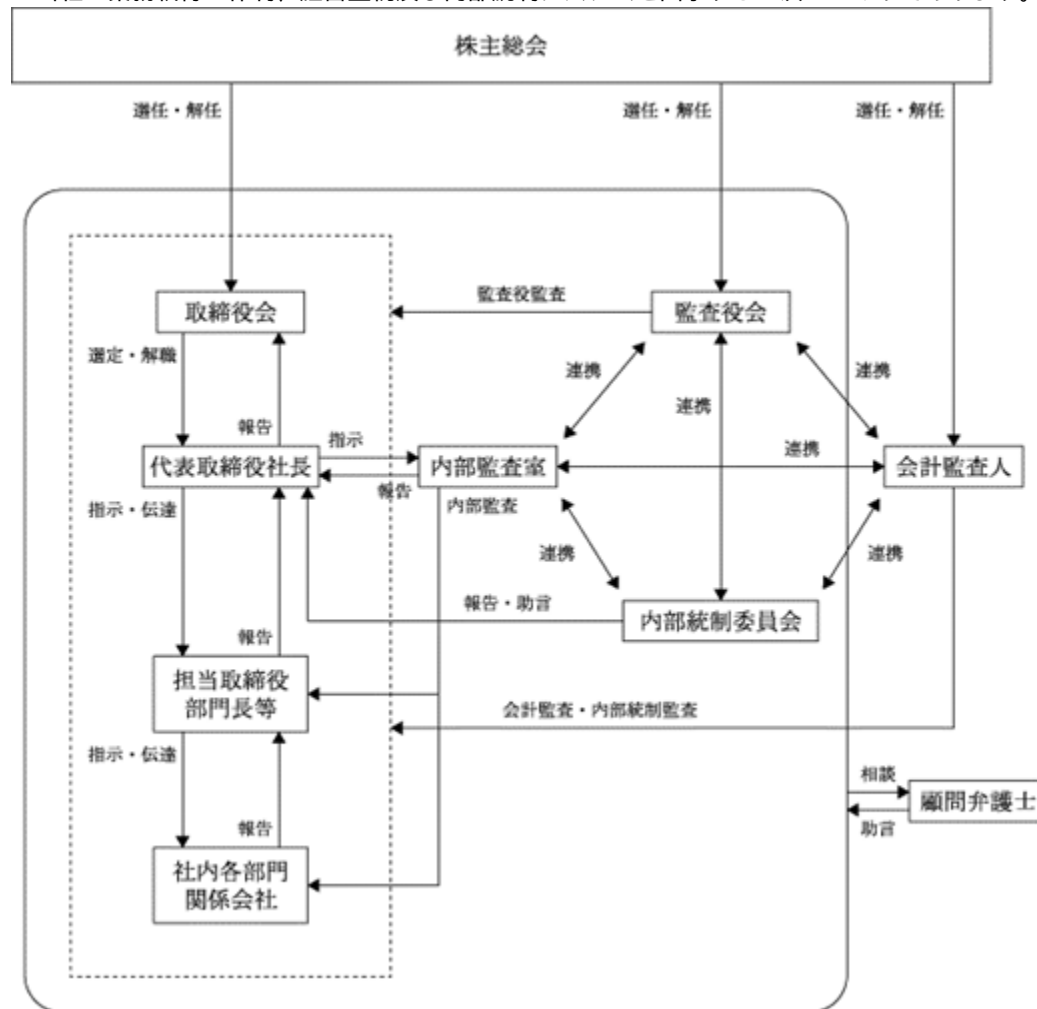 株主総会
選任・解任
選任・解任
選任・解任
取締役会
監査役監査
監査役会
選定・解職
連携
連携
連携
報告
指示
連携
代表取締役社長
内部監査室
会計監査人
報告
指示・伝達
内部監査
連携
連携
報告・助言
内部統制委員会
報告
担当取締役
部門長等
会計監査・内部統制監査
指示・伝達
相談
顧問弁護士
助言
報告
社内各部門
関係会社